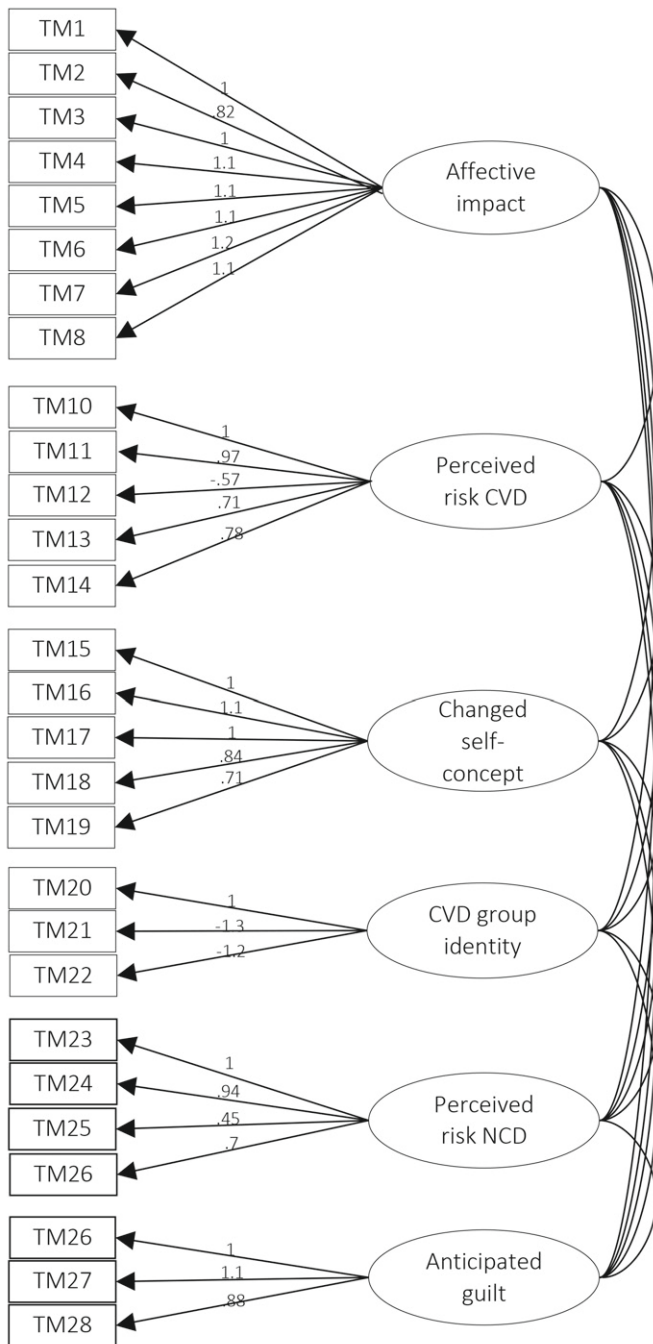 TM1
TM2
TM3
TM4
TM5
TM6
TM7
TM8
1
.82
1
1.1
1.1
1.1
1.2
1.1
Affective
impact
TM10
TM11
TM12
TM13
TM14
1
.97
-.57
.71
.78
Perceived
risk CVD
TM15
TM16
TM17
TM18
TM19
1
1.1
1
.84
.71
Changed
self-
concept
TM20
TM21
TM22
1
-1.3
-1.2
CVD group
identity
TM23
TM24
TM25
TM26
1
.94
.45
.7
Perceived
risk NCD
TM26
TM27
TM28
1
1.1
.88
Anticipated
guilt